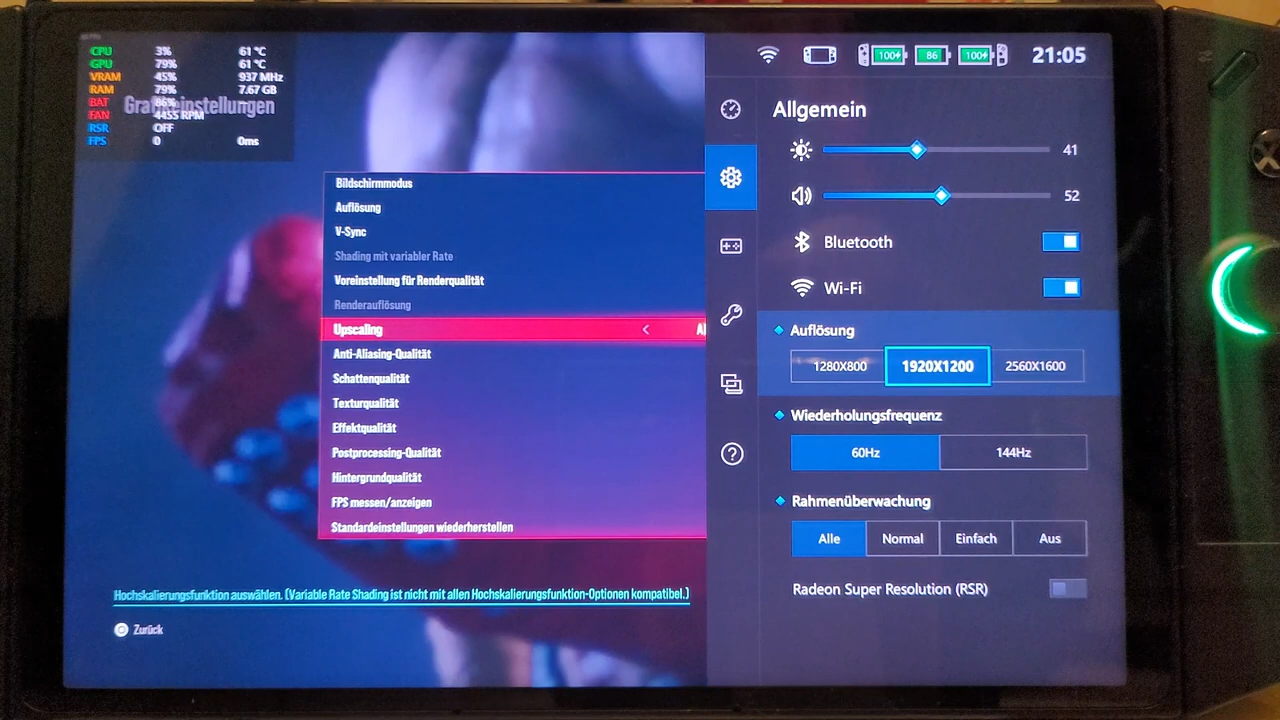 CPU 3% 61 °C
GPU 79% 61 °C
VRAM 45% 937 MHz
RAM 79% 7.67 GB
BAT 86%
FAN 4455 RPM
RSR OFF
FPS 0 0ms
Grafikeinstellungen
Bildschirmmodus
Auflösung
V-Sync
Shading mit variabler Rate
Voreinstellung für Renderqualität
Renderauflösung
Upscaling <
Anti-Aliasing-Qualität
Schattenqualität
Texturqualität
Effektqualität
Postprocessing-Qualität
Hintergrundqualität
FPS messen/anzeigen
Standardeinstellungen wiederherstellen
Hochskalierungsfunktion auswählen. (Variable Rate Shading ist nicht mit allen Hochskalierungsfunktion-Optionen kompatibel.)
Zurück
100 86 100 21:05
Allgemein
41
52
Bluetooth
Wi-Fi
Auflösung
1280X800 1920X1200 2560X1600
Wiederholungsfrequenz
60Hz 144Hz
Rahmenüberwachung
Alle Normal Einfach Aus
Radeon Super Resolution (RSR)